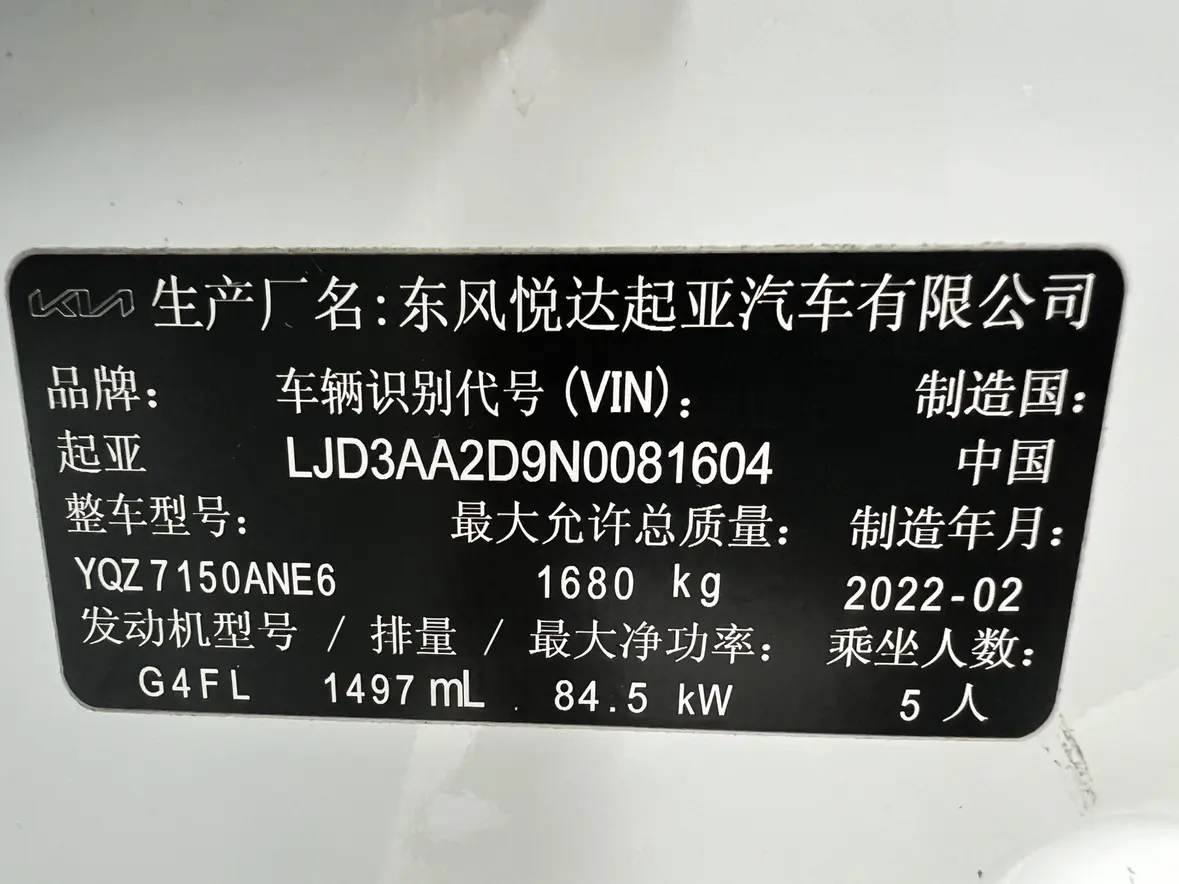 KIA 生产厂名:东风悦达起亚汽车有限公司
品牌: 车辆识别代号(VIN): 制造国:
起亚 LJD3AA2D9N0081604 中国
整车型号: 最大允许总质量: 制造年月:
YQZ7150ANE6 1680 kg 2022-02
发动机型号 / 排量 / 最大净功率: 乘坐人数:
G4FL 1497 mL 84.5 kW 5 人